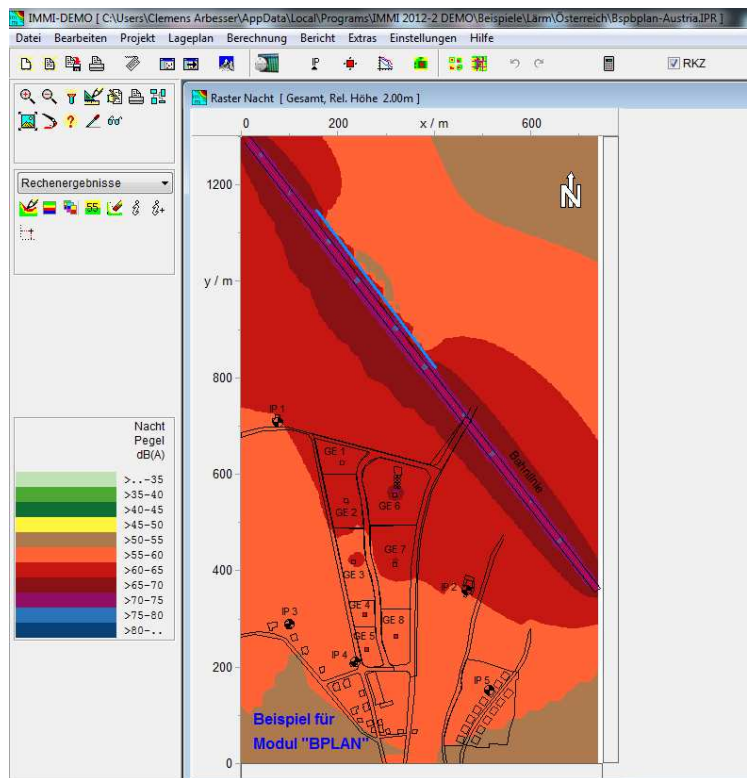 IMMI-DEMO [ C:\Users\Clemens Arbesser\AppData\Local\Programs\IMMI 2012-2 DEMO\Beispiele\Lärm\Österreich\Bspbplan-Austria.IPR ]
Datei Bearbeiten Projekt Lageplan Berechnung Bericht Extras Einstellungen Hilfe
IP
RKZ
Raster Nacht [ Gesamt, Rel. Höhe 2.00m ]
Rechenergebnisse
55
0 200 x / m 600
1200
y / m
800
600
400
200
0
N
Bahnlinie
IP 1
GE 1
GE 2
GE 6
GE 3
GE 7
IP 2
GE 4
IP 3
GE 5
GE 8
IP 4
IP 5
Beispiel für
Modul "BPLAN"
Nacht
Pegel
dB(A)
>..-35
>35-40
>40-45
>45-50
>50-55
>55-60
>60-65
>65-70
>70-75
>75-80
>80-..